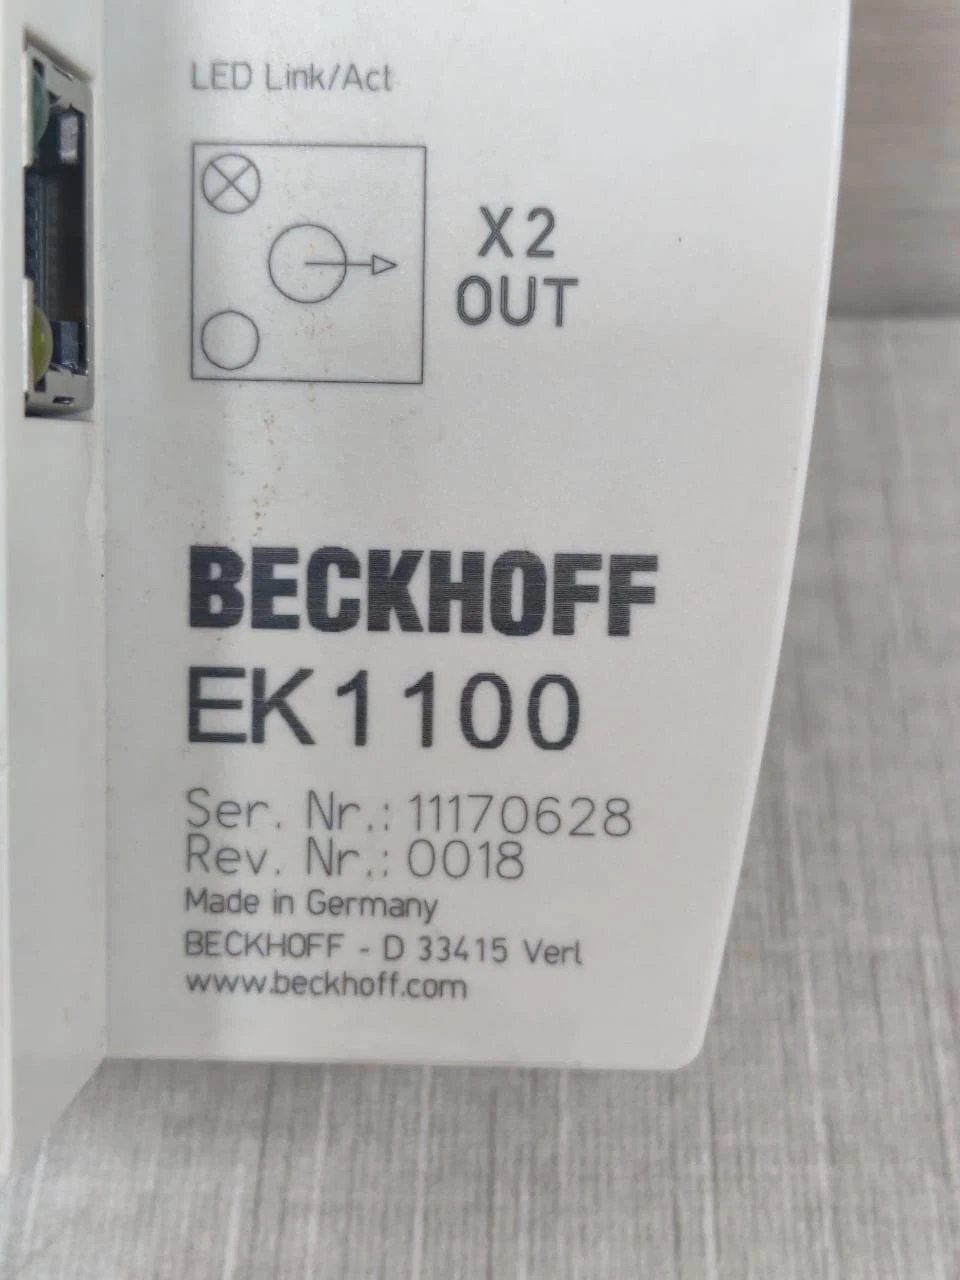 LED Link/Act
X2
OUT
BECKHOFF
EK1100
Ser. Nr.: 11170628
Rev. Nr.: 0018
Made in Germany
BECKHOFF - D 33415 Verl
www.beckhoff.com